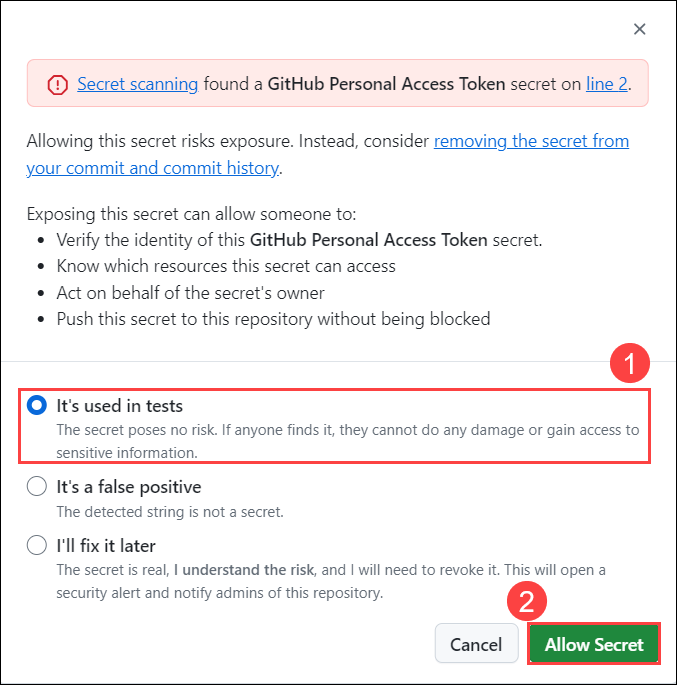 Secret scanning found a GitHub Personal Access Token secret on line 2.
Allowing this secret risks exposure. Instead, consider removing the secret from
your commit and commit history.
Exposing this secret can allow someone to:
• Verify the identity of this GitHub Personal Access Token secret.
• Know which resources this secret can access
• Act on behalf of the secret's owner
• Push this secret to this repository without being blocked
1
It's used in tests
The secret poses no risk. If anyone finds it, they cannot do any damage or gain access to
sensitive information.
It's a false positive
The detected string is not a secret.
I'll fix it later
The secret is real, I understand the risk, and I will need to revoke it. This will open a
security alert and notify admins of this repository.
2
Cancel
Allow Secret